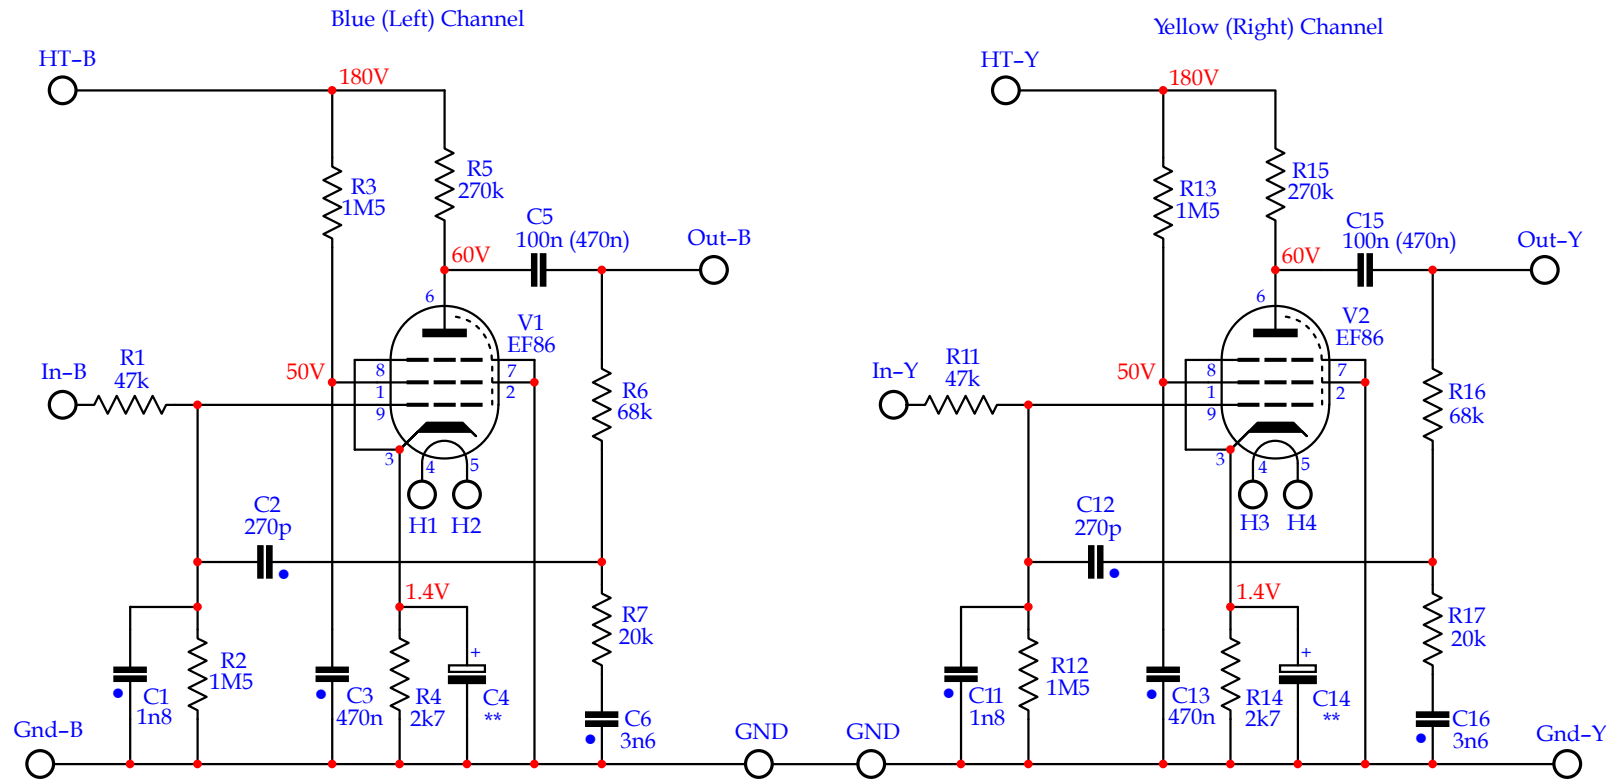 Blue (Left) Channel
HT-B
180V
R5
270k
R3
1M5
C5
100n (470n)
Out-B
60V
6
V1
EF86
R1
47k
In-B
50V
8
7
1
2
9
R6
68k
3
4
5
H1
H2
C2
270p
1.4V
R7
20k
+
R2
1M5
C1
1n8
C3
470n
R4
2k7
C4
**
C6
3n6
Gnd-B
GND
Yellow (Right) Channel
HT-Y
180V
R15
270k
R13
1M5
C15
100n (470n)
Out-Y
60V
6
V2
EF86
R11
47k
In-Y
50V
8
7
1
2
9
R16
68k
3
4
5
H3
H4
C12
270p
1.4V
R17
20k
+
R12
1M5
C11
1n8
C13
470n
R14
2k7
C14
**
C16
3n6
GND
Gnd-Y